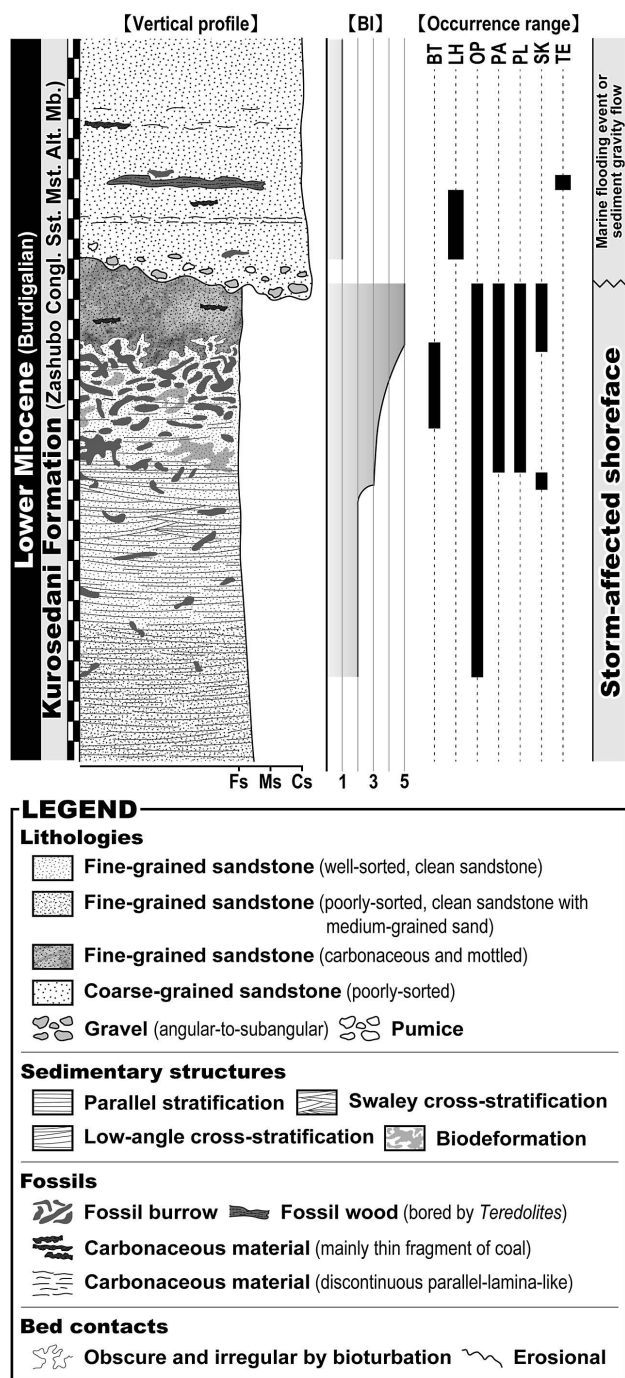 【Vertical profile】 【BI】 【Occurrence range】
BT LH OP PA PL SK TE
Lower Miocene (Burdigalian)
Kurosedani Formation (Zashubo Congl. Sst. Mst. Alt. Mb.)
Marine flooding event or
sediment gravity flow
Storm-affected shoreface
Fs Ms Cs 1 3 5
LEGEND
Lithologies
Fine-grained sandstone (well-sorted, clean sandstone)
Fine-grained sandstone (poorly-sorted, clean sandstone with
medium-grained sand)
Fine-grained sandstone (carbonaceous and mottled)
Coarse-grained sandstone (poorly-sorted)
Gravel (angular-to-subangular) Pumice
Sedimentary structures
Parallel stratification Swaley cross-stratification
Low-angle cross-stratification Biodeformation
Fossils
Fossil burrow Fossil wood (bored by Teredolites)
Carbonaceous material (mainly thin fragment of coal)
Carbonaceous material (discontinuous parallel-lamina-like)
Bed contacts
Obscure and irregular by bioturbation Erosional